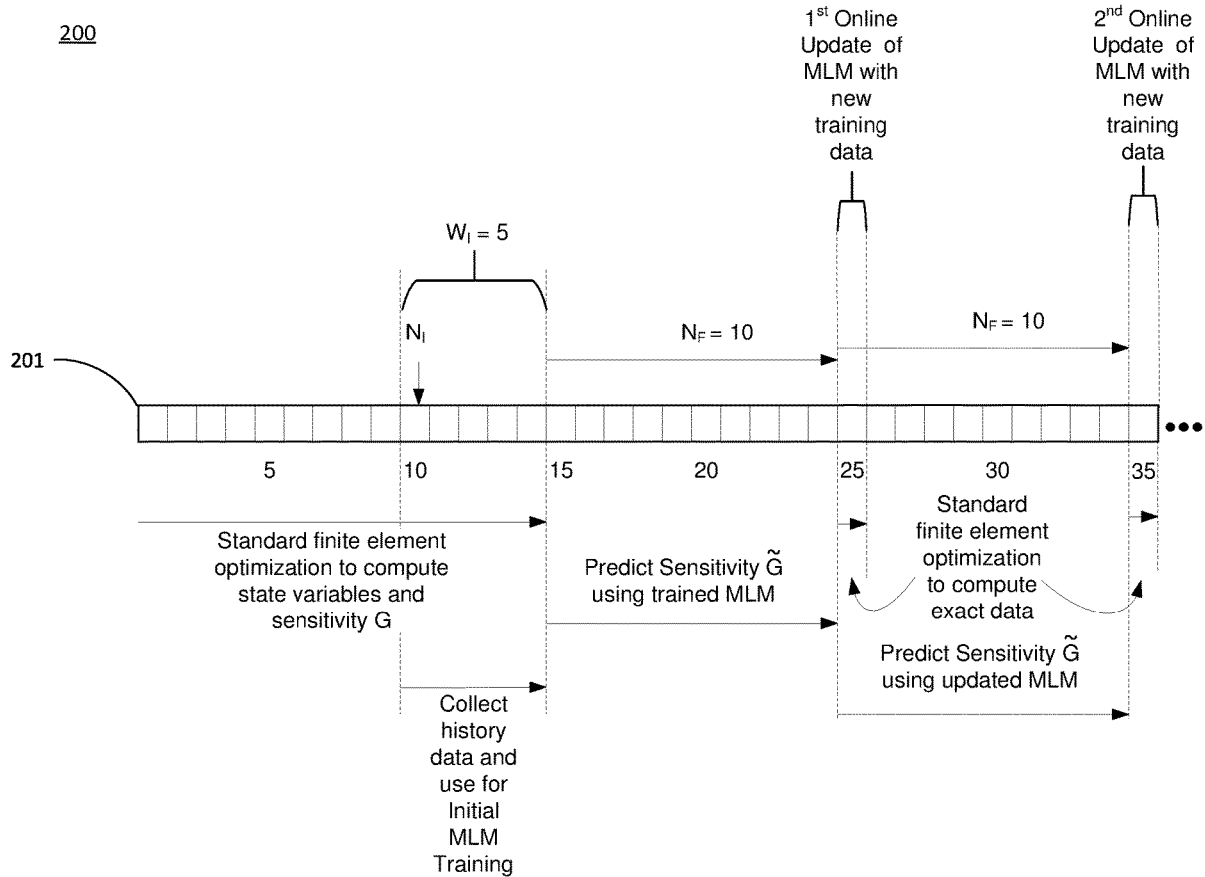 200
1st Online
Update of
MLM with
new
training
data
2nd Online
Update of
MLM with
new
training
data
WI = 5
NI
NF = 10
NF = 10
201
5
10
15
20
25
30
35
Standard finite element
optimization to compute
state variables and
sensitivity G
Predict Sensitivity G̃
using trained MLM
Standard
finite element
optimization
to compute
exact data
Predict Sensitivity G̃
using updated MLM
Collect
history
data and
use for
Initial
MLM
Training